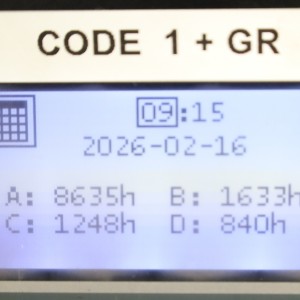 CODE 1 + GR
09:15
2026-02-16
A: 8635h B: 1633h
C: 1248h D: 840h